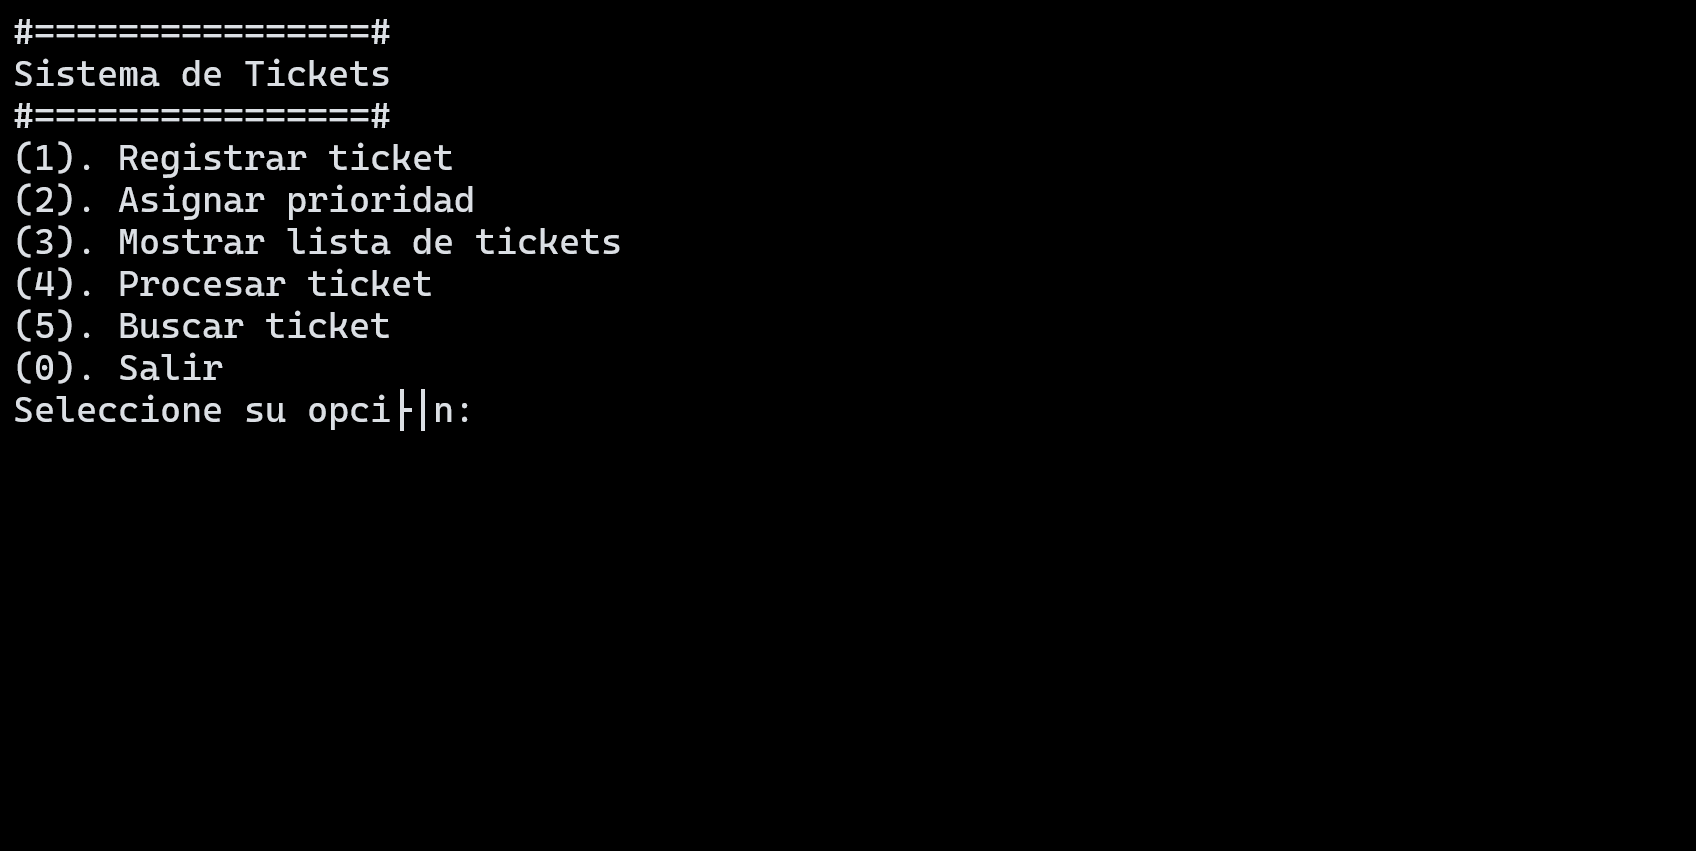 #================#
Sistema de Tickets
#================#
(1). Registrar ticket
(2). Asignar prioridad
(3). Mostrar lista de tickets
(4). Procesar ticket
(5). Buscar ticket
(0). Salir
Seleccione su opci├│n: